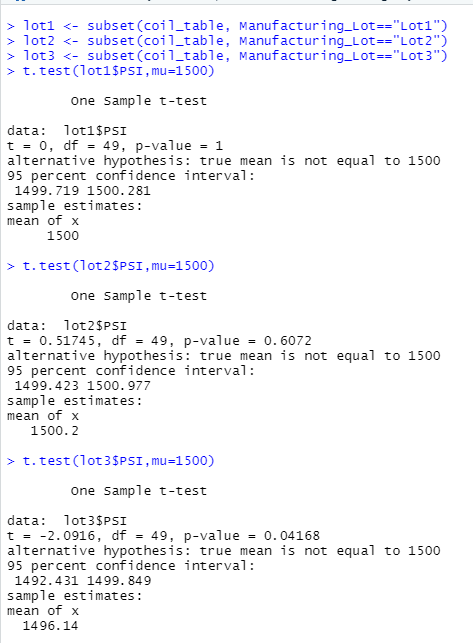 > lot1 <- subset(coil_table, Manufacturing_Lot=="Lot1")
> lot2 <- subset(coil_table, Manufacturing_Lot=="Lot2")
> lot3 <- subset(coil_table, Manufacturing_Lot=="Lot3")
> t.test(lot1$PSI,mu=1500)
One Sample t-test
data: lot1$PSI
t = 0, df = 49, p-value = 1
alternative hypothesis: true mean is not equal to 1500
95 percent confidence interval:
1499.719 1500.281
sample estimates:
mean of x
1500
> t.test(lot2$PSI,mu=1500)
One Sample t-test
data: lot2$PSI
t = 0.51745, df = 49, p-value = 0.6072
alternative hypothesis: true mean is not equal to 1500
95 percent confidence interval:
1499.423 1500.977
sample estimates:
mean of x
1500.2
> t.test(lot3$PSI,mu=1500)
One Sample t-test
data: lot3$PSI
t = -2.0916, df = 49, p-value = 0.04168
alternative hypothesis: true mean is not equal to 1500
95 percent confidence interval:
1492.431 1499.849
sample estimates:
mean of x
1496.14